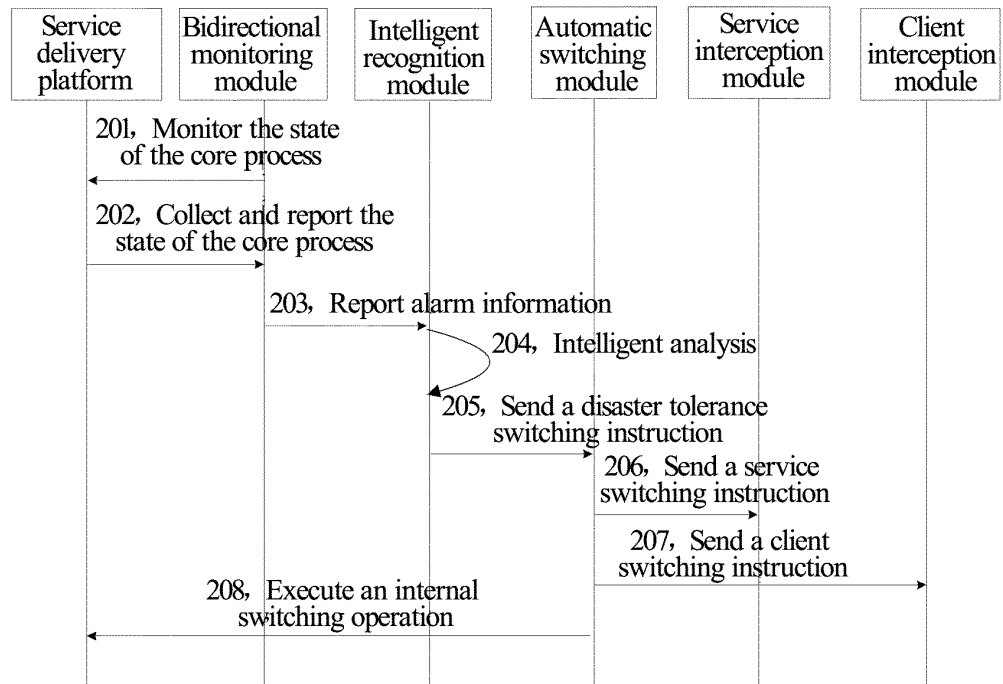 Service
delivery
platform
Bidirectional
monitoring
module
Intelligent
recognition
module
Automatic
switching
module
Service
interception
module
Client
interception
module
201, Monitor the state
of the core process
202, Collect and report the
state of the core process
203, Report alarm information
204, Intelligent analysis
205, Send a disaster tolerance
switching instruction
206, Send a service
switching instruction
207, Send a client
switching instruction
208, Execute an internal
switching operation